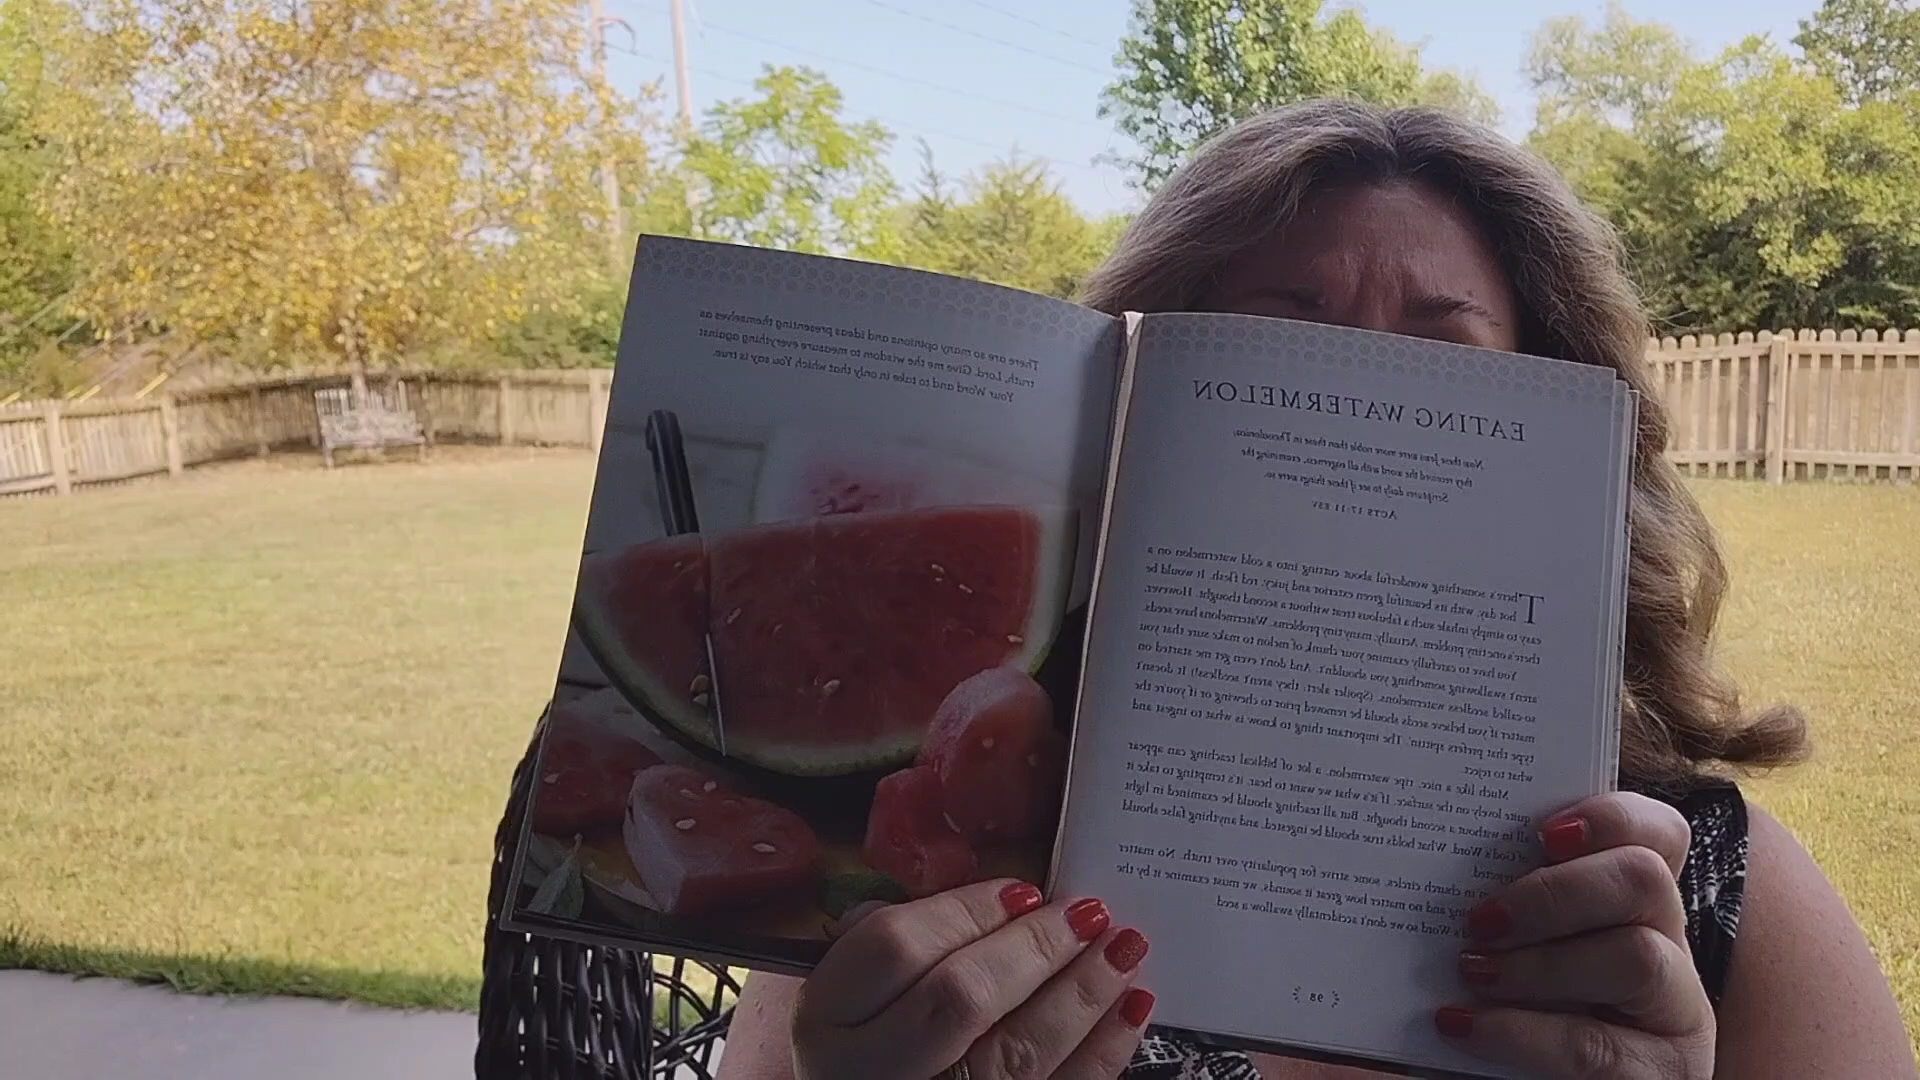 EATING WATERMELON
Now these Jews were more noble than those in Thessalonica;
they received the word with all eagerness, examining the
Scriptures daily to see if these things were so.
ACTS 17:11 ESV
There's something wonderful about cutting into a cold watermelon on a
hot day, with its beautiful green exterior and juicy, red flesh. It would be
easy to simply inhale such a fabulous treat without a second thought. However,
there's one tiny problem. Actually, many tiny problems. Watermelons have seeds.
You have to carefully examine your chunk of melon to make sure that you
aren't swallowing something you shouldn't. And don't even get me started on
so-called seedless watermelons. (Spoiler alert: they aren't seedless!) It doesn't
matter if you believe seeds should be removed prior to chewing or if you're the
type that prefers spittin'. The important thing to know is what to ingest and
what to reject.
Much like a nice, ripe watermelon, a lot of biblical teaching can appear
quite lovely on the surface. If it's what we want to hear, it's tempting to take it
all in without a second thought. But all teaching should be examined in light
of God's Word. What holds true should be ingested, and anything false should
rejected.
in church circles, some strive for popularity over truth. No matter
and no matter how great it sounds, we must examine it by the
Word so we don't accidentally swallow a seed
There are so many opinions and ideas presenting themselves as
truth, Lord. Give me the wisdom to measure everything against
Your Word and to take in only that which You say is true.